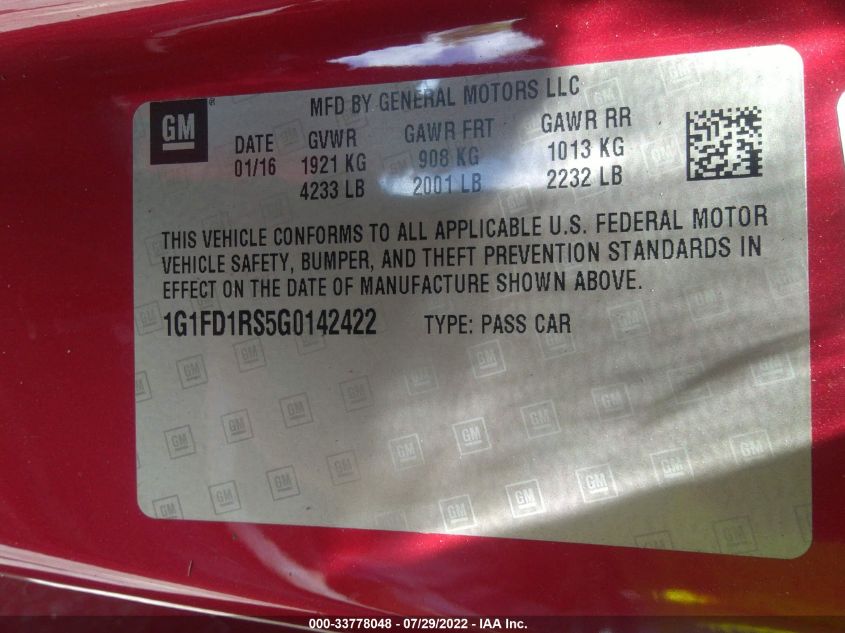 GM ®
MFD BY GENERAL MOTORS LLC
DATE GVWR GAWR FRT GAWR RR
01/16 1921 KG 908 KG 1013 KG
4233 LB 2001 LB 2232 LB
THIS VEHICLE CONFORMS TO ALL APPLICABLE U.S. FEDERAL MOTOR
VEHICLE SAFETY, BUMPER, AND THEFT PREVENTION STANDARDS IN
EFFECT ON THE DATE OF MANUFACTURE SHOWN ABOVE.
1G1FD1RS5G0142422 TYPE: PASS CAR
000-33778048 — 07/29/2022 — IAA Inc.